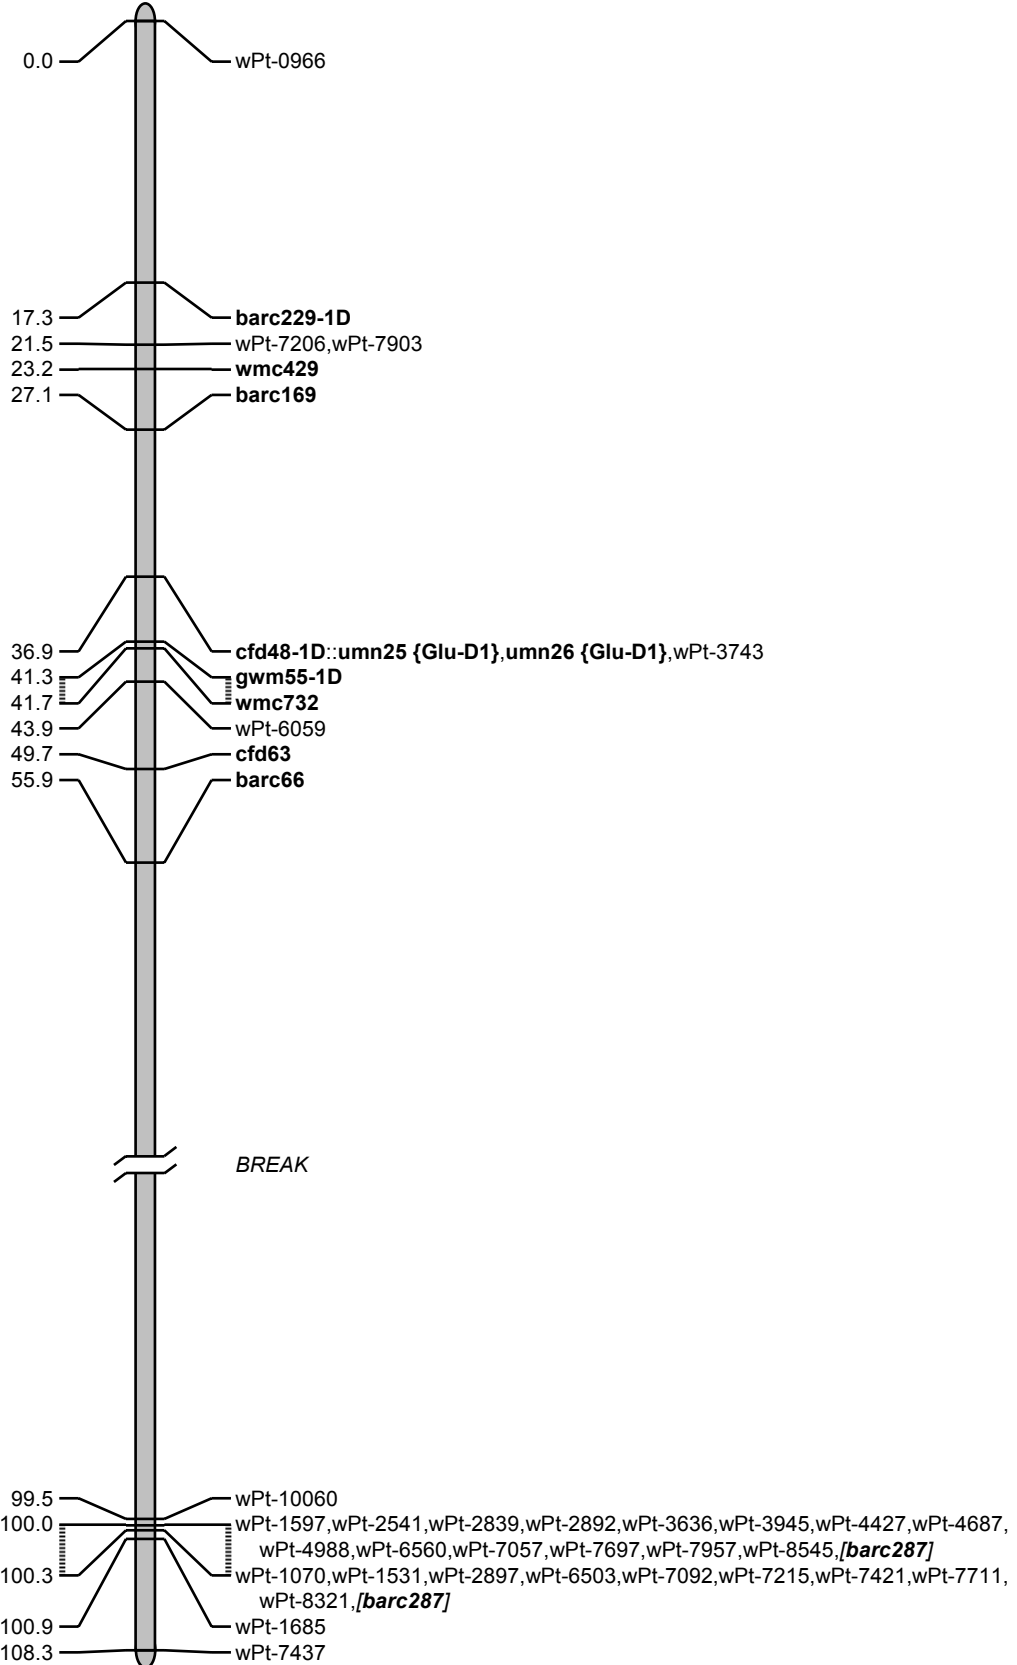 0.0 wPt-0966
17.3 barc229-1D
21.5 wPt-7206,wPt-7903
23.2 wmc429
27.1 barc169
36.9 cfd48-1D::umn25 {Glu-D1},umn26 {Glu-D1},wPt-3743
41.3 gwm55-1D
41.7 wmc732
43.9 wPt-6059
49.7 cfd63
55.9 barc66
BREAK
99.5 wPt-10060
100.0 wPt-1597,wPt-2541,wPt-2839,wPt-2892,wPt-3636,wPt-3945,wPt-4427,wPt-4687,
wPt-4988,wPt-6560,wPt-7057,wPt-7697,wPt-7957,wPt-8545,[barc287]
100.3 wPt-1070,wPt-1531,wPt-2897,wPt-6503,wPt-7092,wPt-7215,wPt-7421,wPt-7711,
wPt-8321,[barc287]
100.9 wPt-1685
108.3 wPt-7437